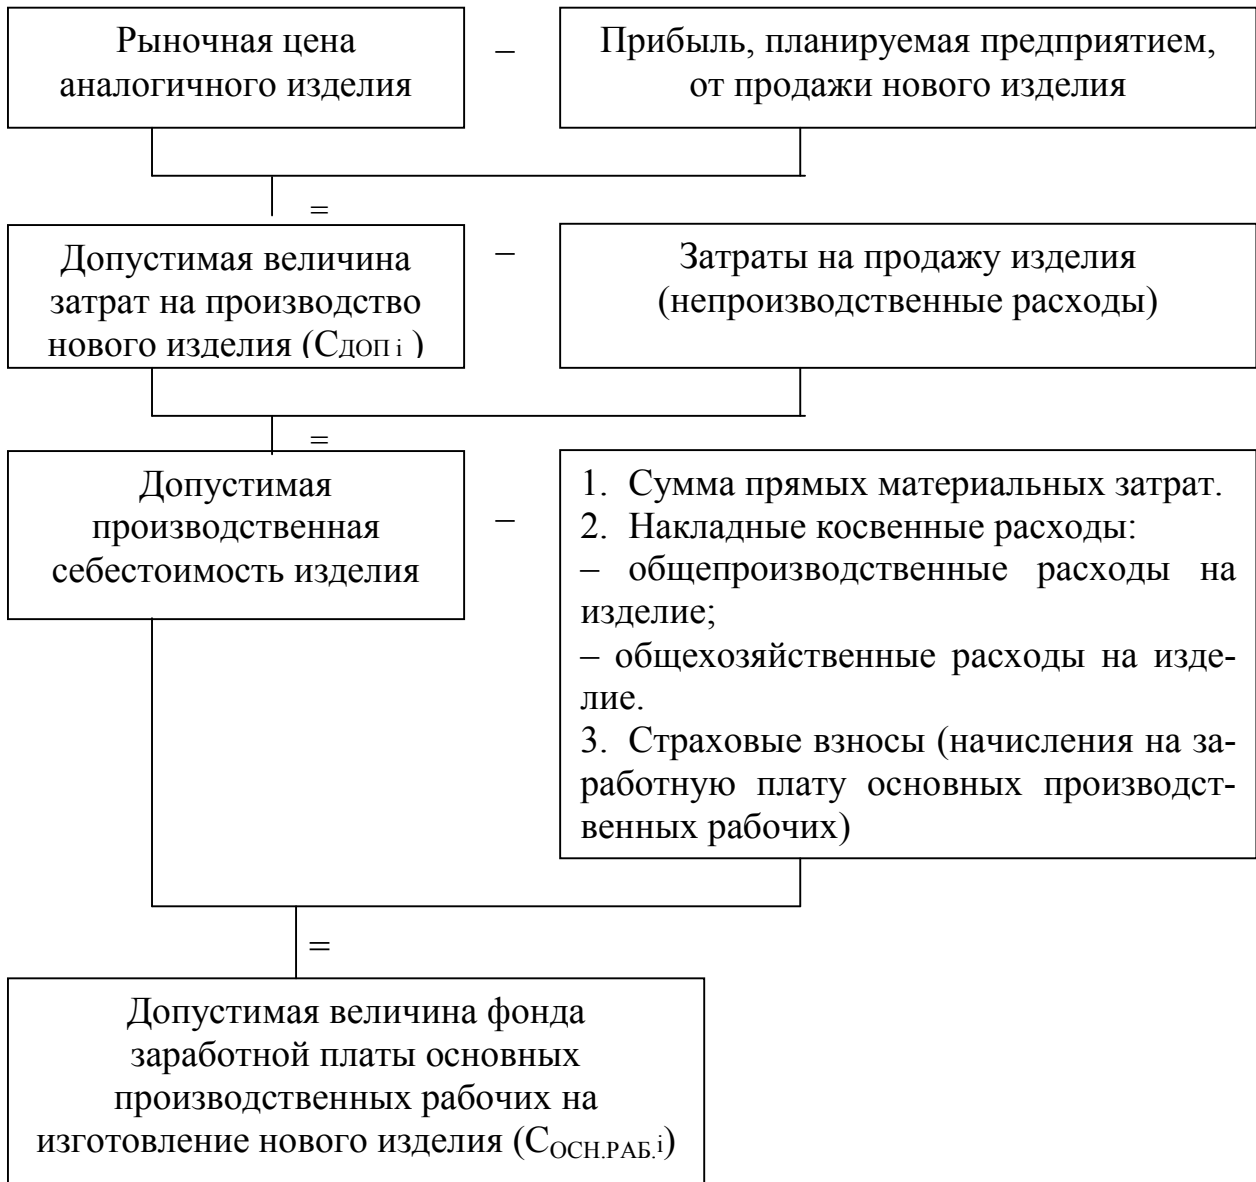 Рыночная цена
аналогичного изделия
–
Прибыль, планируемая предприятием,
от продажи нового изделия
=
Допустимая величина
затрат на производство
нового изделия (СДОП i )
–
Затраты на продажу изделия
(непроизводственные расходы)
=
Допустимая
производственная
себестоимость изделия
–
1. Сумма прямых материальных затрат.
2. Накладные косвенные расходы:
– общепроизводственные расходы на
изделие;
– общехозяйственные расходы на изде-
лие.
3. Страховые взносы (начисления на за-
работную плату основных производст-
венных рабочих)
=
Допустимая величина фонда
заработной платы основных
производственных рабочих на
изготовление нового изделия (СОСН.РАБ.i)